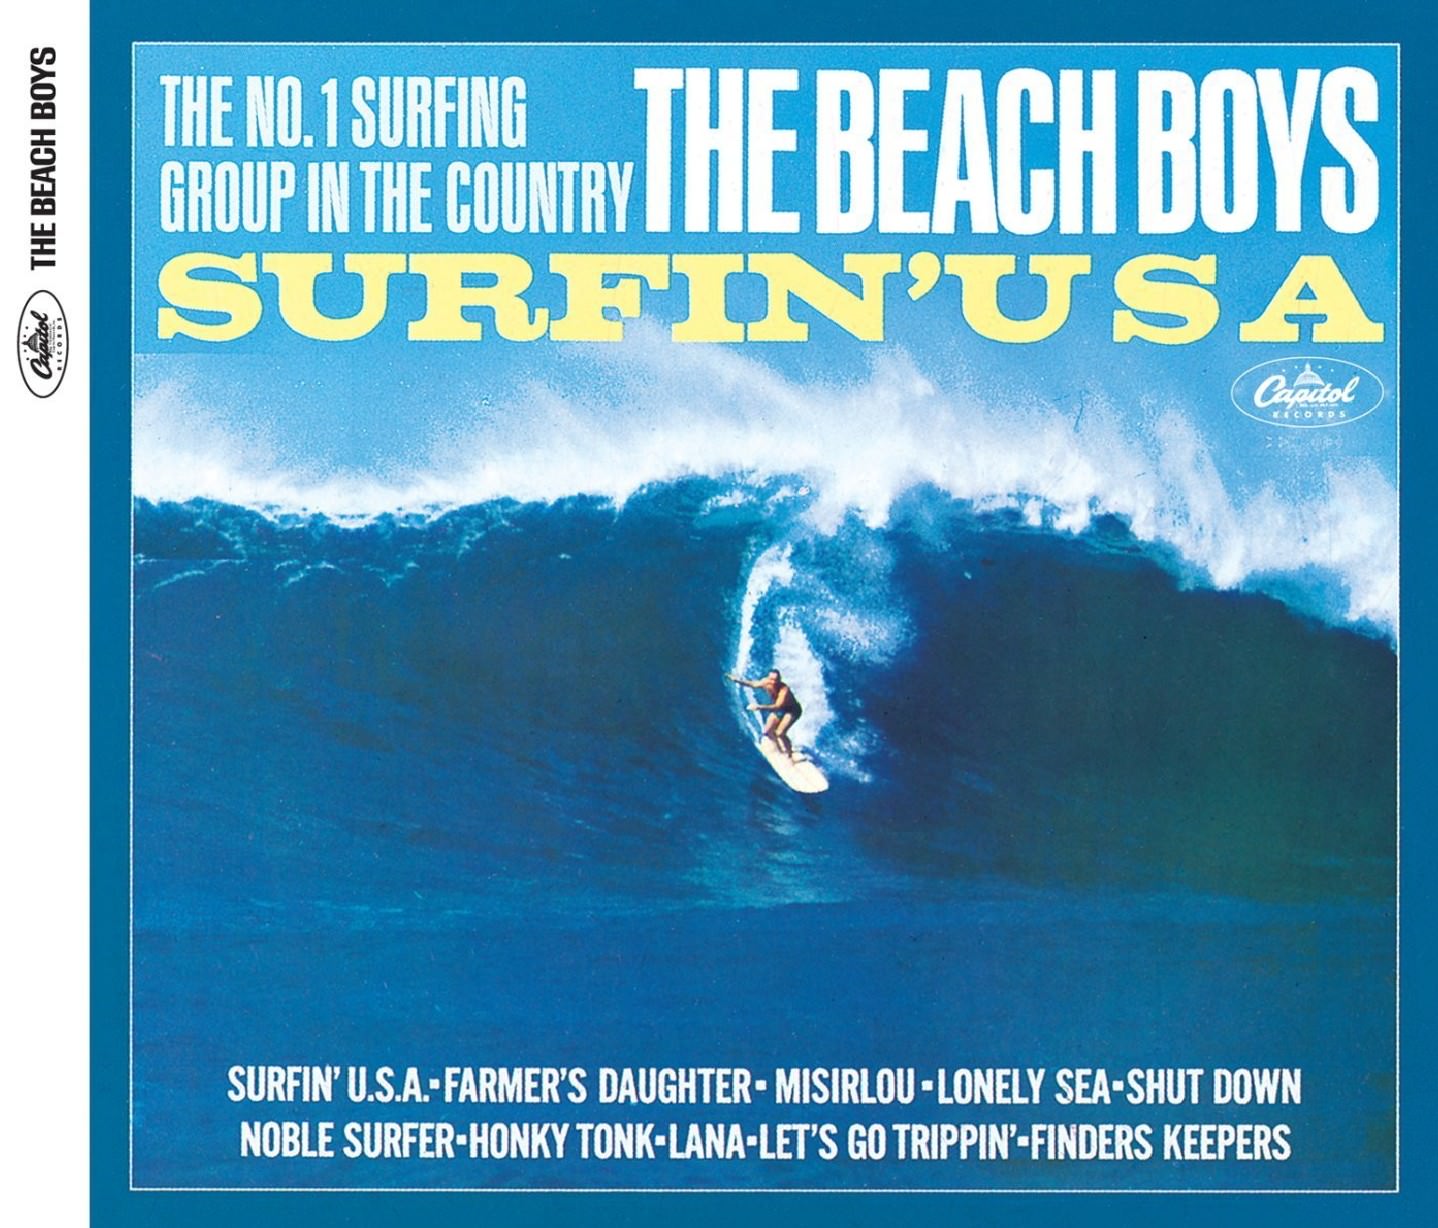 THE BEACH BOYS
Capitol
RECORDS
THE NO. 1 SURFING
GROUP IN THE COUNTRY
THE BEACH BOYS
SURFIN' U S A
Capitol
RECORDS
SURFIN' U.S.A.·FARMER'S DAUGHTER· MISIRLOU ·LONELY SEA·SHUT DOWN
NOBLE SURFER·HONKY TONK·LANA·LET'S GO TRIPPIN'·FINDERS KEEPERS